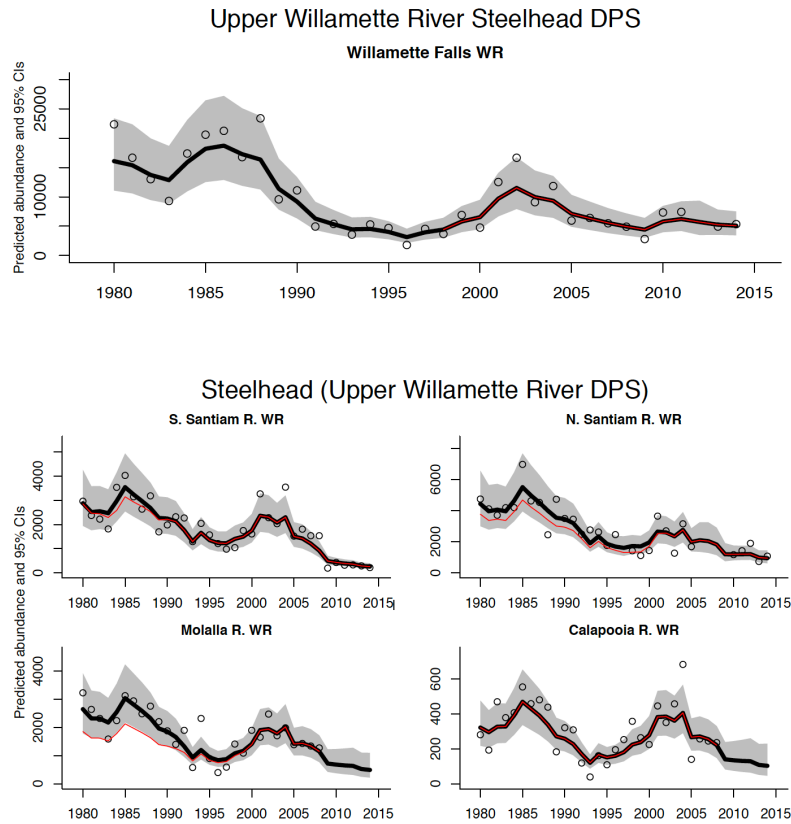 Upper Willamette River Steelhead DPS
Willamette Falls WR
Predicted abundance and 95% CIs
25000
10000
0
1980 1985 1990 1995 2000 2005 2010 2015
Steelhead (Upper Willamette River DPS)
S. Santiam R. WR
N. Santiam R. WR
Predicted abundance and 95% CIs
4000
2000
0
1980 1985 1990 1995 2000 2005 2010 2015
6000
2000
0
1980 1985 1990 1995 2000 2005 2010 2015
Molalla R. WR
Calapooia R. WR
4000
2000
0
1980 1985 1990 1995 2000 2005 2010 2015
600
400
200
0
1980 1985 1990 1995 2000 2005 2010 2015